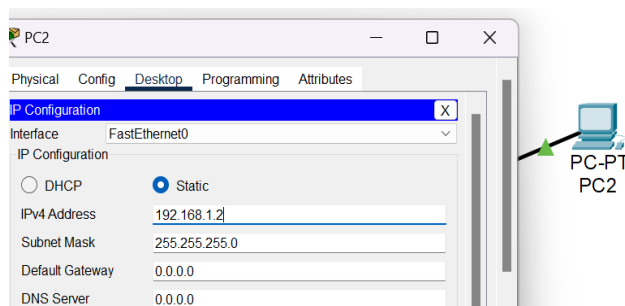 PC2
Physical Config Desktop Programming Attributes
IP Configuration X
Interface FastEthernet0
IP Configuration
DHCP Static
IPv4 Address 192.168.1.2
Subnet Mask 255.255.255.0
Default Gateway 0.0.0.0
DNS Server 0.0.0.0
PC-PT
PC2